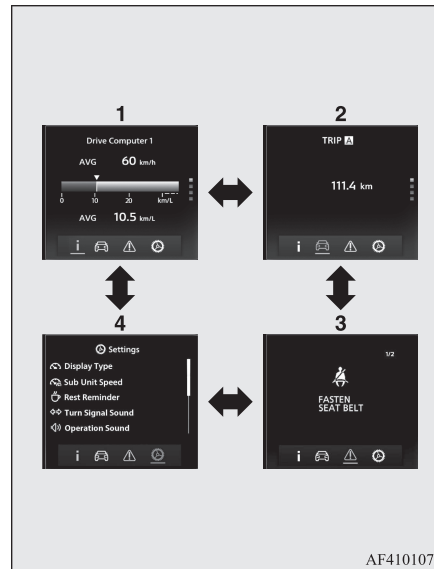 1
Drive Computer 1
AVG 60 km/h
0 10 20 km/L
AVG 10.5 km/L
i
2
TRIP A
111.4 km
i
4
Settings
Display Type
Sub Unit Speed
Rest Reminder
Turn Signal Sound
Operation Sound
i
3
1/2
FASTEN
SEAT BELT
i
AF410107